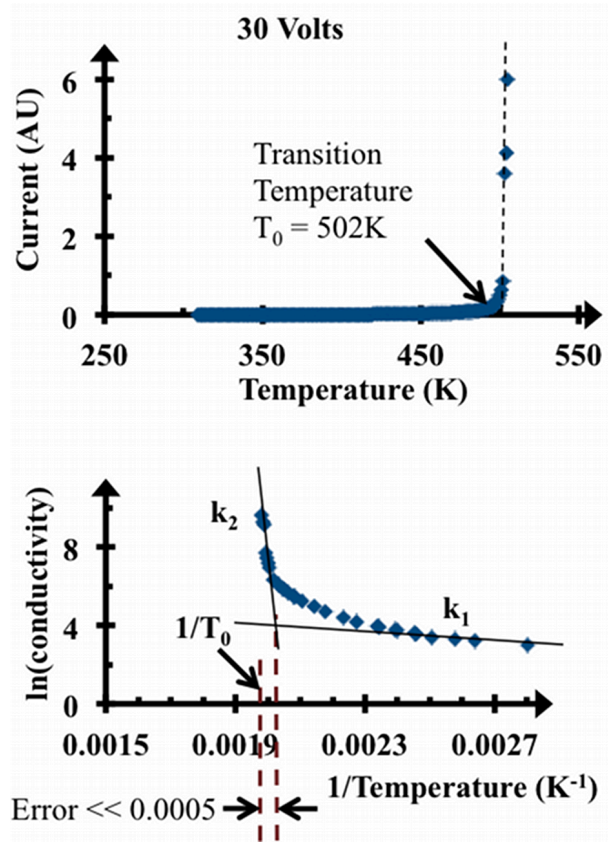 30 Volts
Current (AU)
6
4
2
0
Transition
Temperature
T₀ = 502K
250 350 450 550
Temperature (K)
ln(conductivity)
8
4
0
k₂
k₁
1/T₀
0.0015 0.0019 0.0023 0.0027
1/Temperature (K⁻¹)
Error << 0.0005